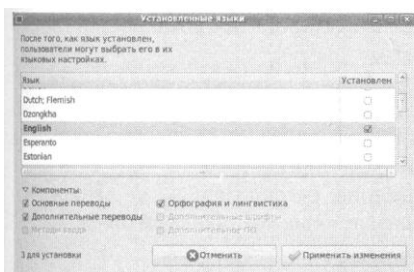 Установленные языки
После того, как язык установлен,
пользователи могут выбрать его в их
языковых настройках.
Язык Установлен
Dutch; Flemish
Dzongkha
English
Esperanto
Estonian
Компоненты:
Основные переводы Орфография и лингвистика
Дополнительные переводы Дополнительные шрифты
Методы ввода Дополнительное ПО
3 для установки Отменить Применить изменения